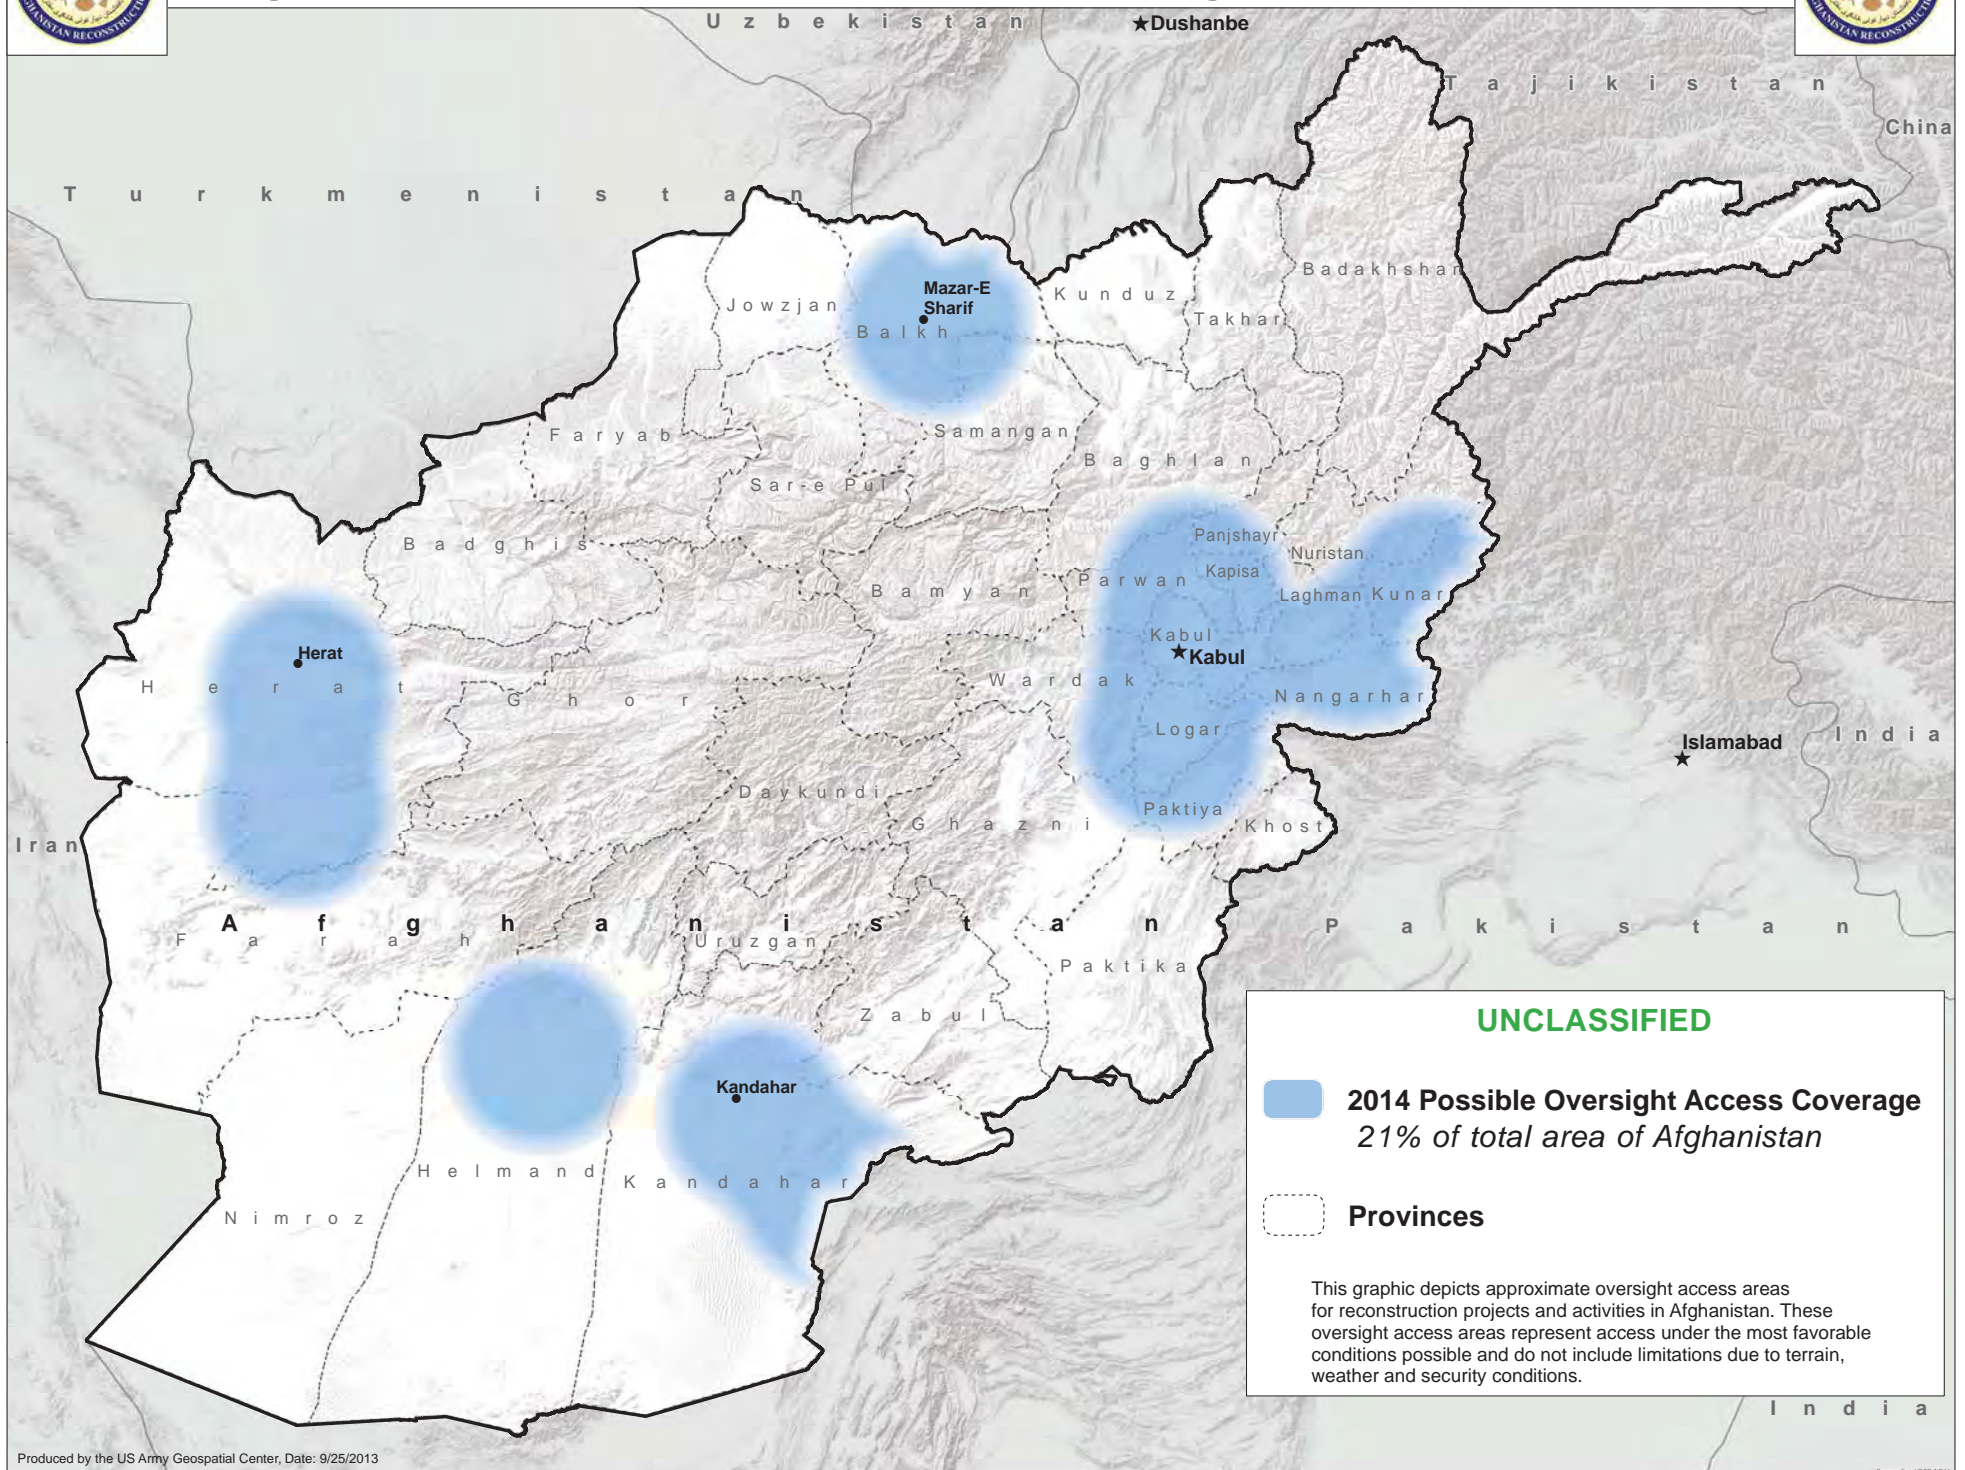 AFGHANISTAN RECONSTRUCTION
AFGHANISTAN RECONSTRUCTION
Uzbekistan
Dushanbe
Tajikistan
China
Turkmenistan
Badakhshan
Mazar-E
Sharif
Kunduz
Jowzjan
Takhar
Balkh
Faryab
Samangan
Baghlan
Sar-e Pul
Panjshayr
Badghis
Nuristan
Kapisa
Parwan
Bamyan
Laghman
Kunar
Kabul
Herat
Kabul
Wardak
Herat
Ghor
Nangarhar
Logar
Islamabad
India
Daykundi
Paktiya
Ghazni
Khost
Iran
Afghanistan
Pakistan
Farah
Uruzgan
Paktika
Zabul
Kandahar
Helmand
Kandahar
Nimroz
UNCLASSIFIED
2014 Possible Oversight Access Coverage
21% of total area of Afghanistan
Provinces
This graphic depicts approximate oversight access areas
for reconstruction projects and activities in Afghanistan. These
oversight access areas represent access under the most favorable
conditions possible and do not include limitations due to terrain,
weather and security conditions.
India
Produced by the US Army Geospatial Center, Date: 9/25/2013